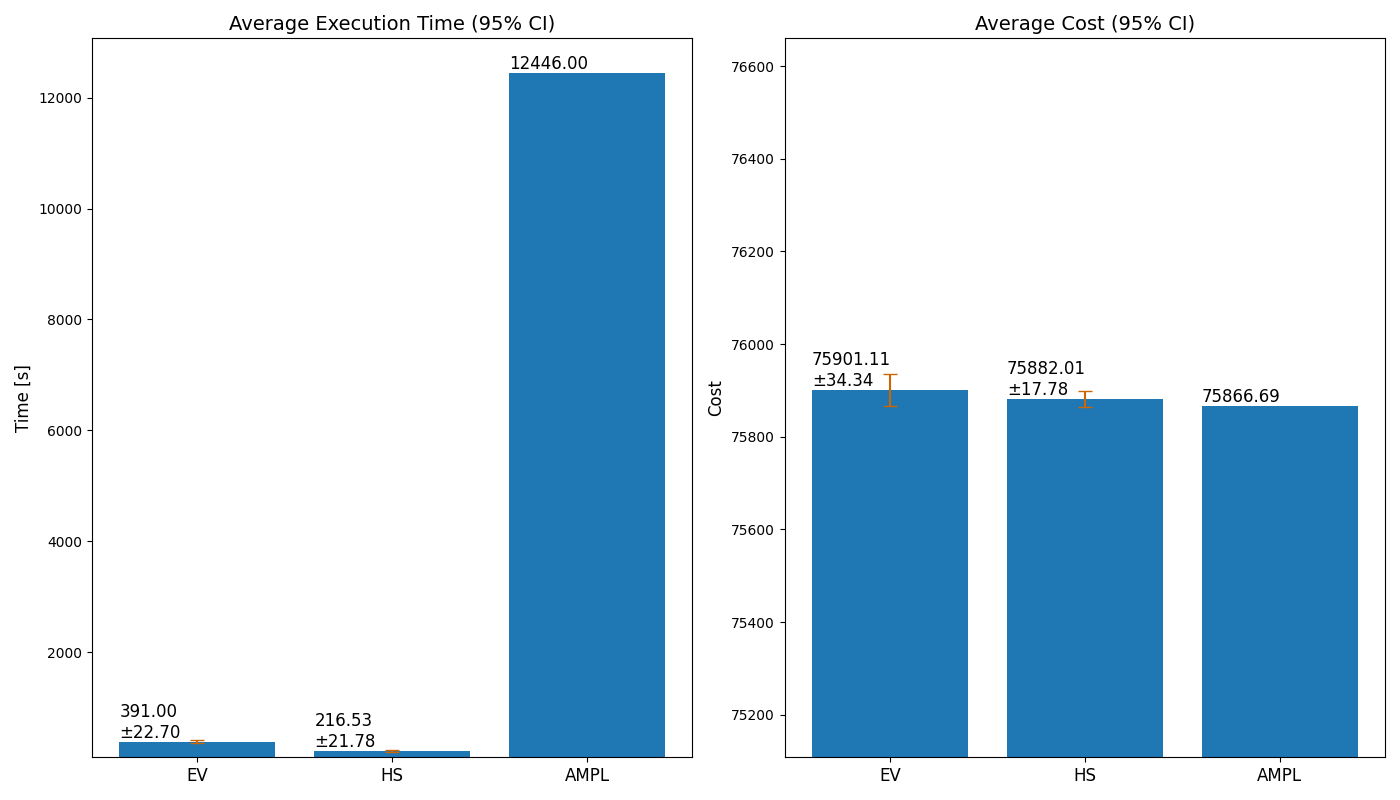 Average Execution Time (95% CI)
12446.00
12000
10000
8000
6000
4000
2000
Time [s]
391.00
±22.70
216.53
±21.78
EV
HS
AMPL
Average Cost (95% CI)
76600
76400
76200
76000
75800
75600
75400
75200
Cost
75901.11
±34.34
75882.01
±17.78
75866.69
EV
HS
AMPL